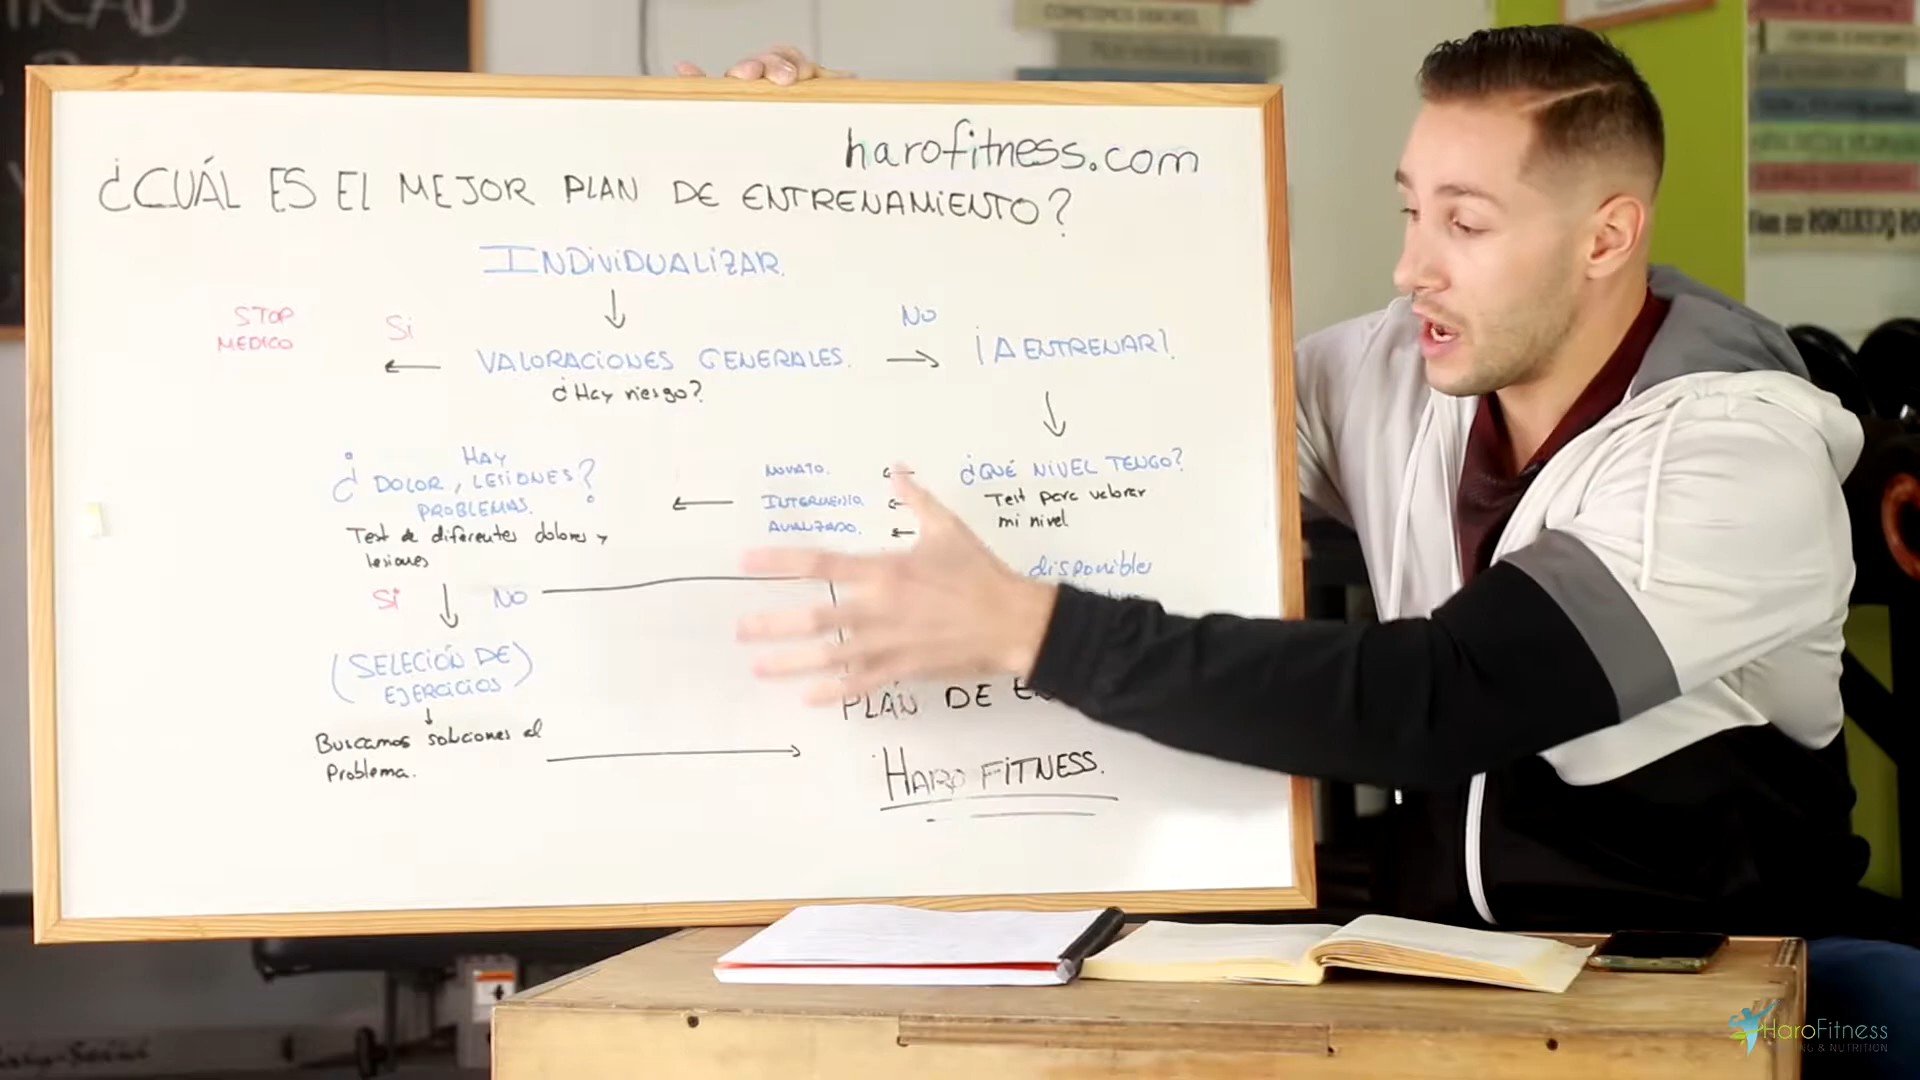 harofitness.com
¿CUÁL ES EL MEJOR PLAN DE ENTRENAMIENTO?
INDIVIDUALIZAR.
STOP
MEDICO
Si
VALORACIONES GENERALES.
¿Hay riesgo?
NO
¡A ENTRENAR!.
¿QUÉ NIVEL TENGO?
Test para valorar
mi nivel
NOVATO.
INTERMEDIO.
AVANZADO.
¿HAY
DOLOR, LESIONES?
PROBLEMAS.
Test de diferentes dolores y
lesiones
disponible
Si
NO
(SELECIÓN DE
EJERCICIOS)
Buscamos soluciones al
Problema.
PLAN DE
HARO FITNESS.
HaroFitness
& NUTRITION